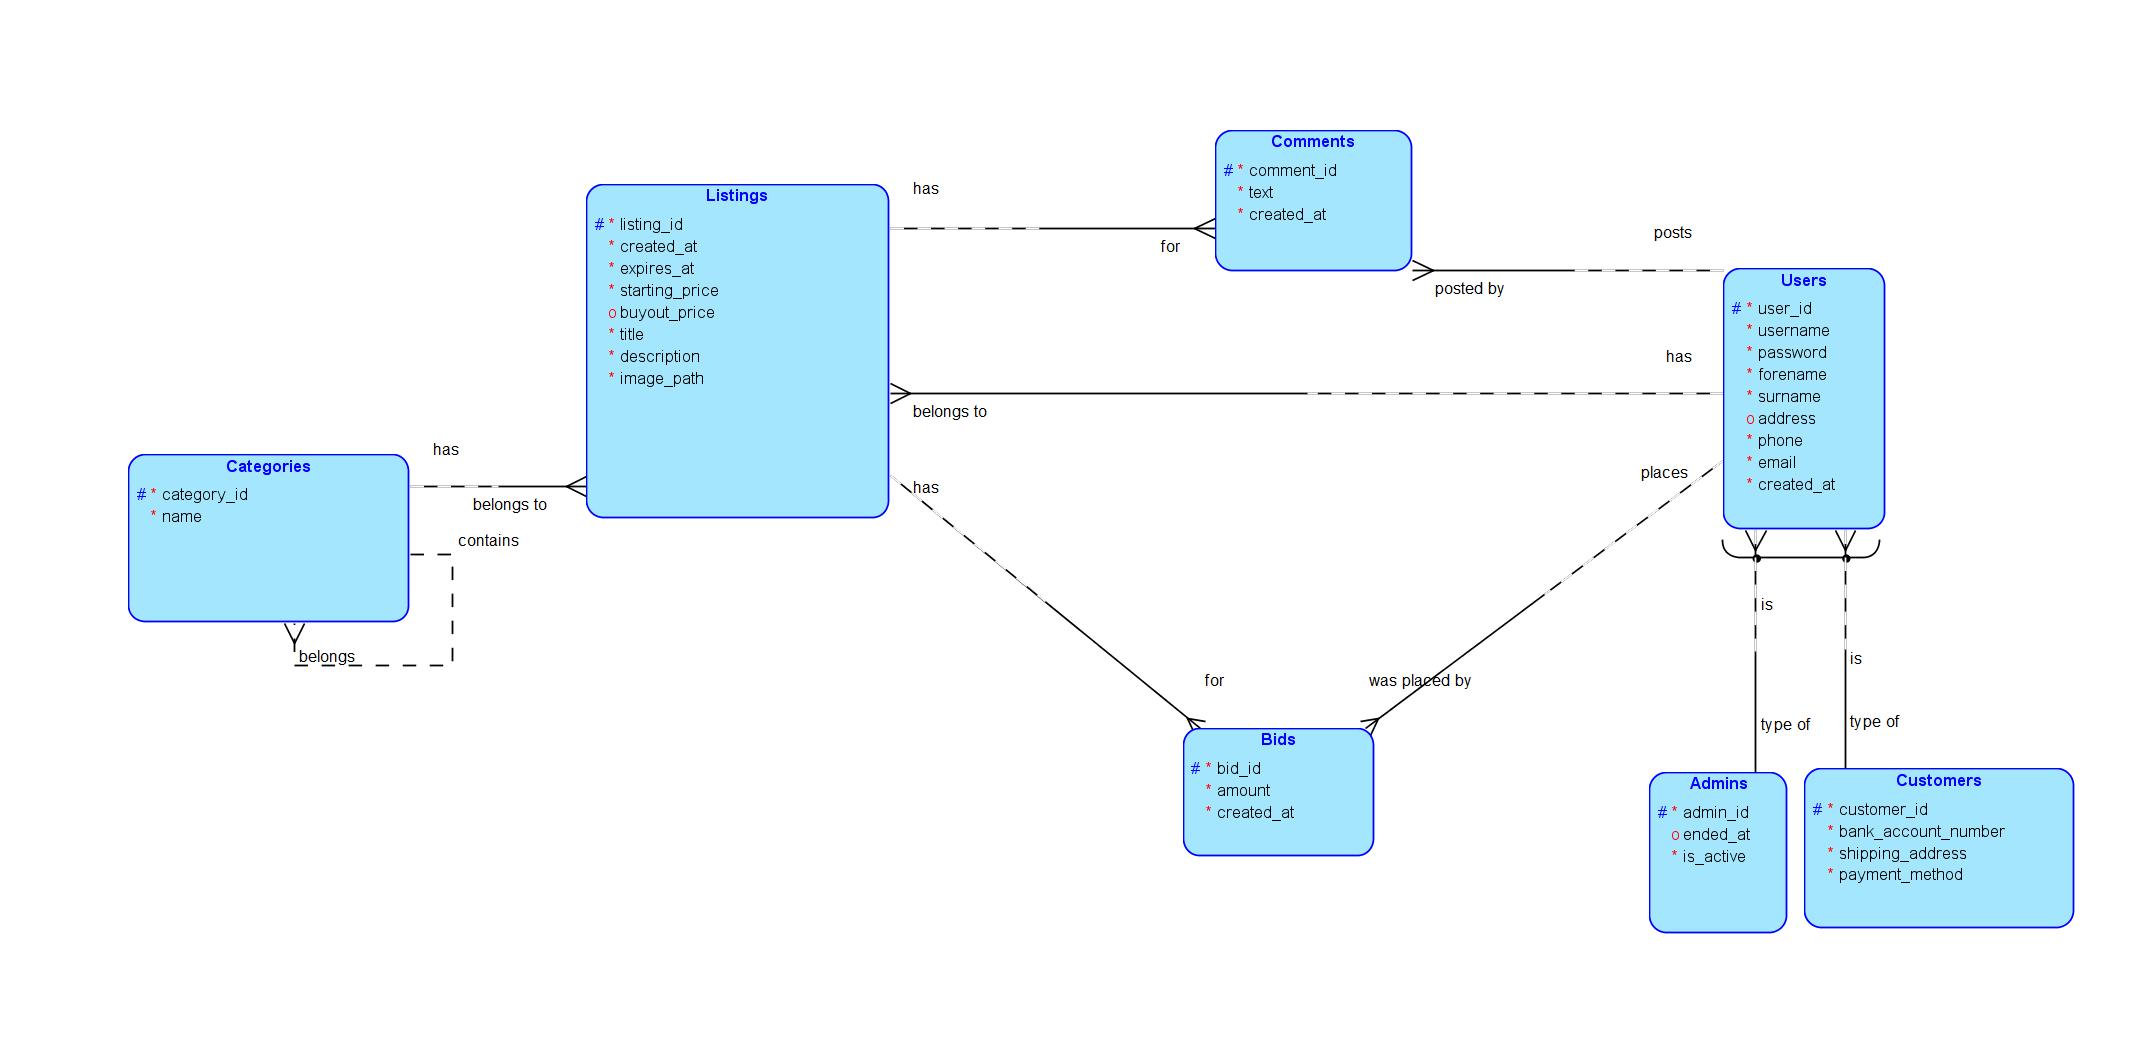 Comments
# * comment_id
* text
* created_at
Listings
# * listing_id
* created_at
* expires_at
* starting_price
o buyout_price
* title
* description
* image_path
has
for
posts
posted by
Users
# * user_id
* username
* password
* forename
* surname
o address
* phone
* email
* created_at
has
belongs to
Categories
# * category_id
* name
has
belongs to
contains
belongs
has
for
places
was placed by
Bids
# * bid_id
* amount
* created_at
is
type of
is
type of
Admins
# * admin_id
o ended_at
* is_active
Customers
# * customer_id
* bank_account_number
* shipping_address
* payment_method